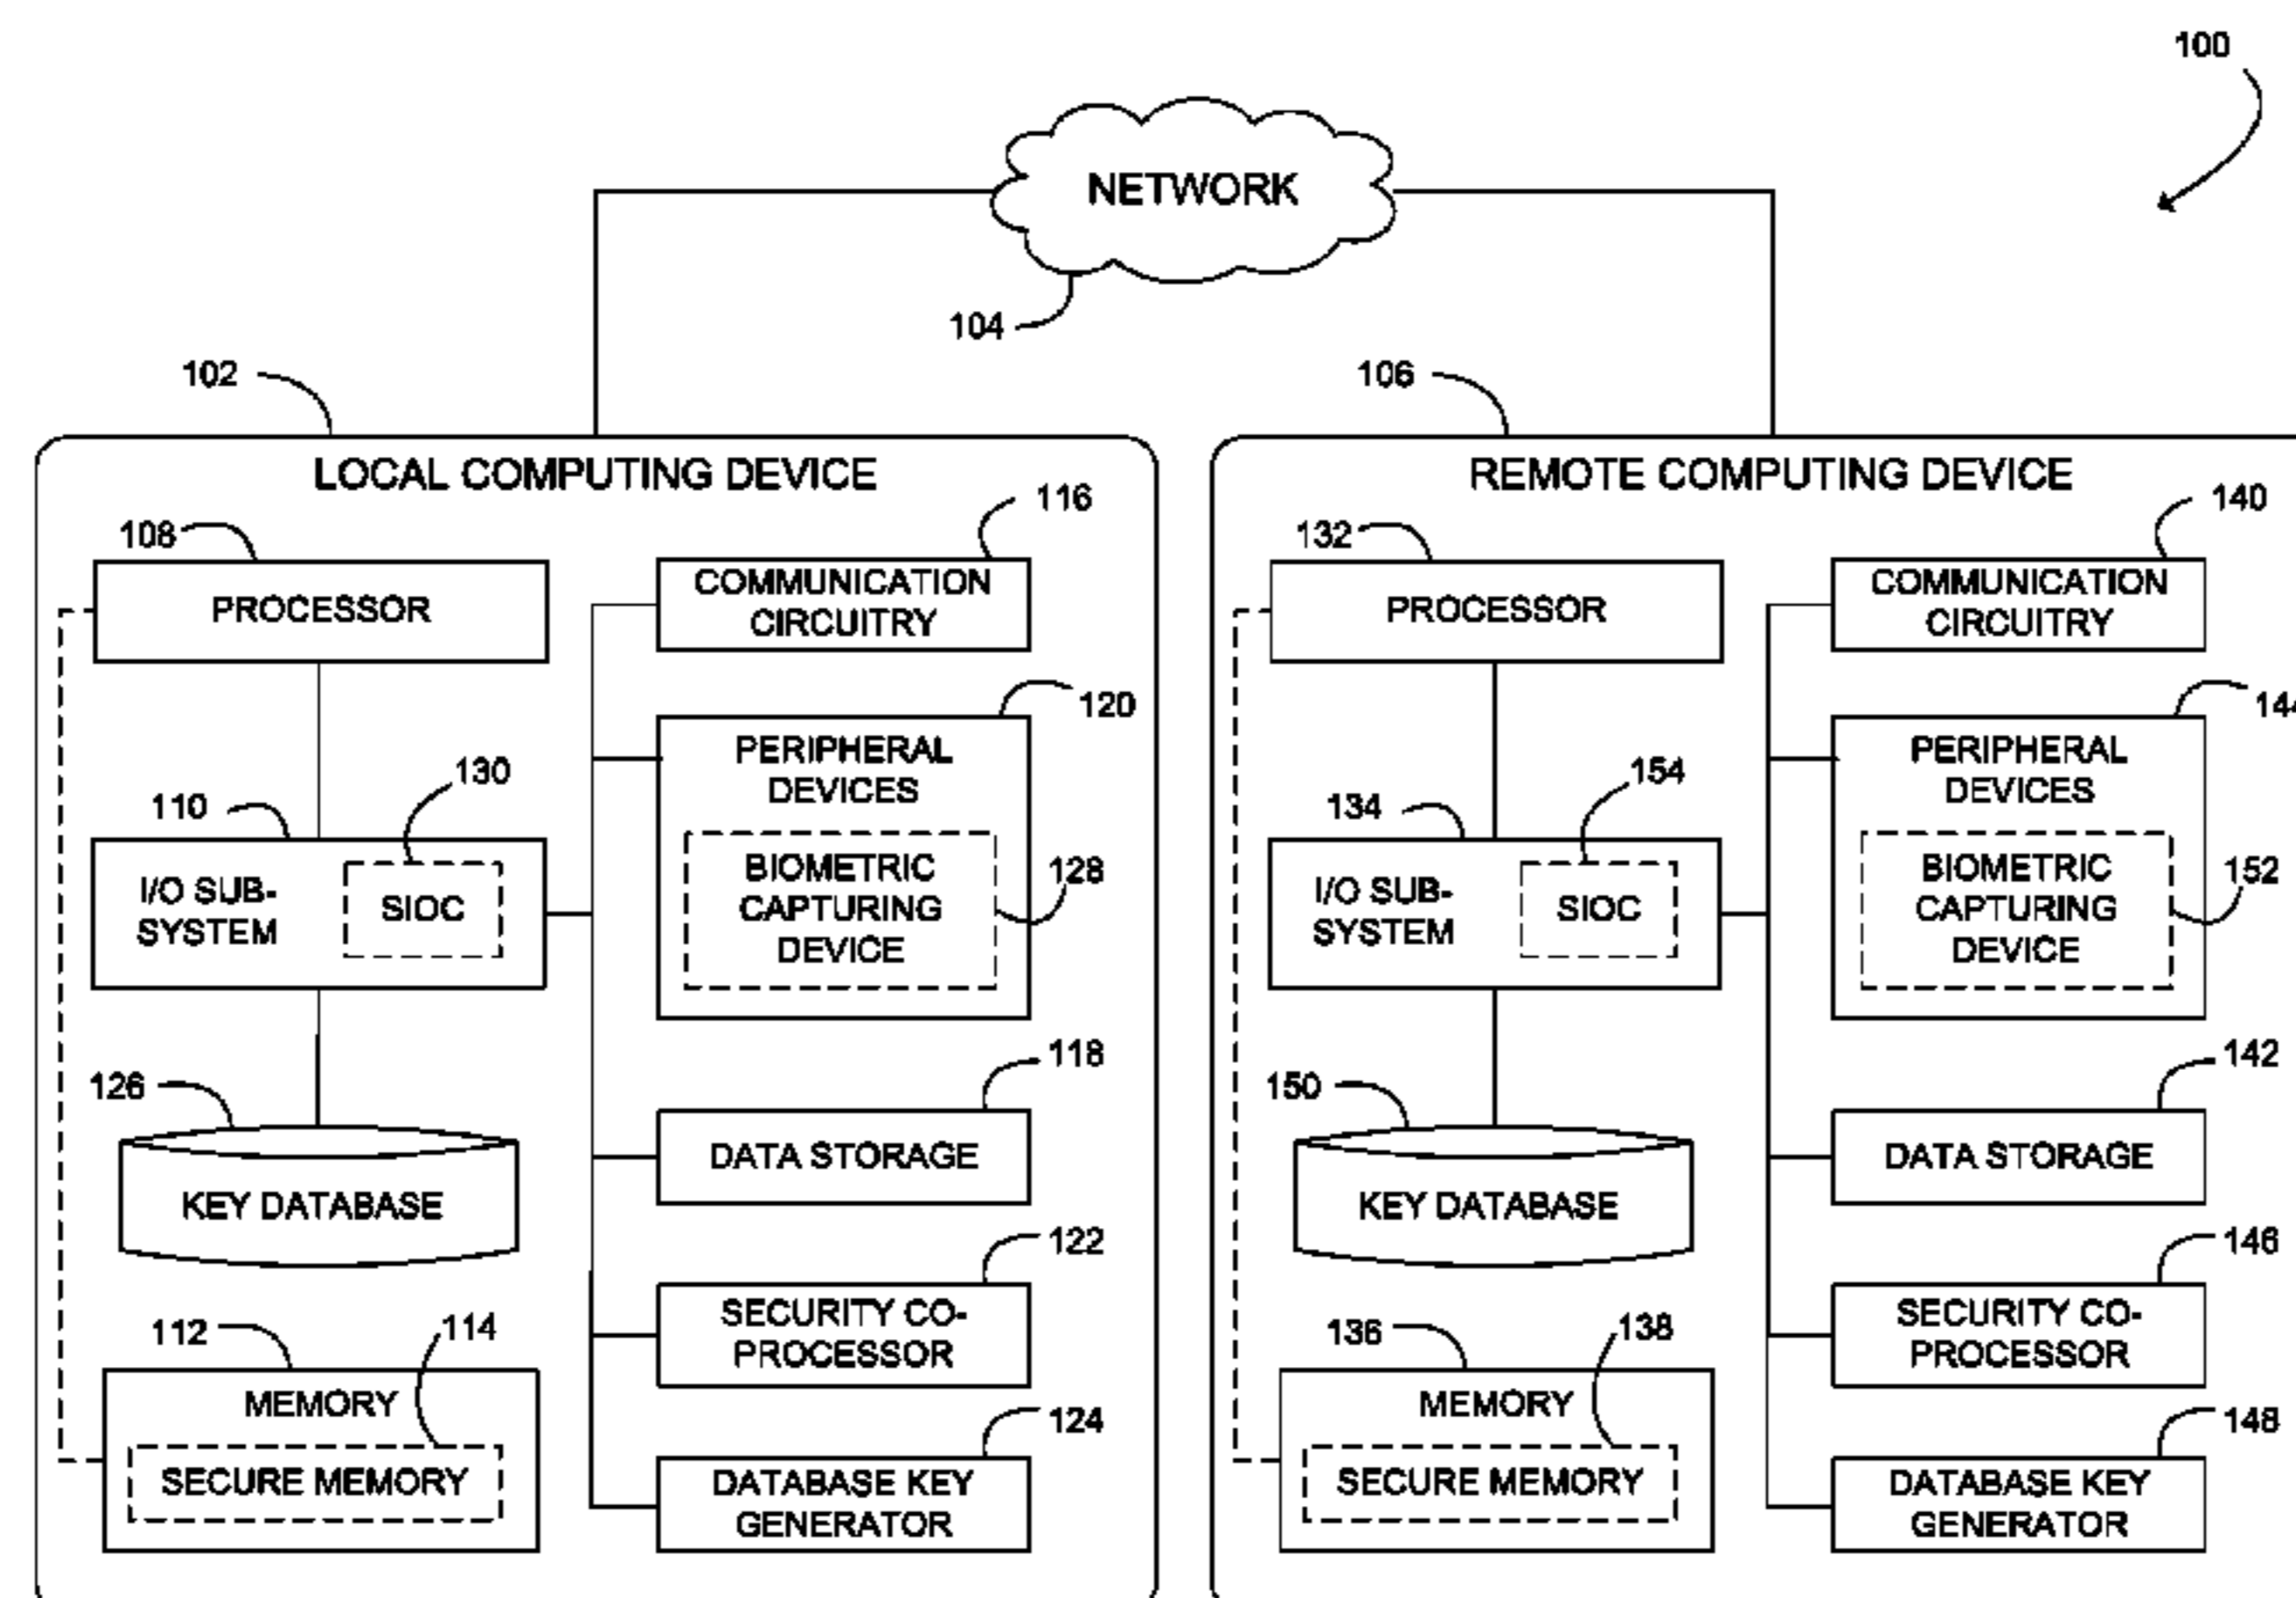 100
NETWORK
104
102
106
LOCAL COMPUTING DEVICE
108
PROCESSOR
116
COMMUNICATION
CIRCUITRY
120
PERIPHERAL
DEVICES
BIOMETRIC
CAPTURING
DEVICE
128
130
110
I/O SUB-
SYSTEM
SIOC
126
KEY DATABASE
118
DATA STORAGE
122
SECURITY CO-
PROCESSOR
112
114
MEMORY
SECURE MEMORY
124
DATABASE KEY
GENERATOR
REMOTE COMPUTING DEVICE
132
PROCESSOR
140
COMMUNICATION
CIRCUITRY
144
PERIPHERAL
DEVICES
BIOMETRIC
CAPTURING
DEVICE
152
154
134
I/O SUB-
SYSTEM
SIOC
150
KEY DATABASE
142
DATA STORAGE
146
SECURITY CO-
PROCESSOR
136
138
MEMORY
SECURE MEMORY
148
DATABASE KEY
GENERATOR